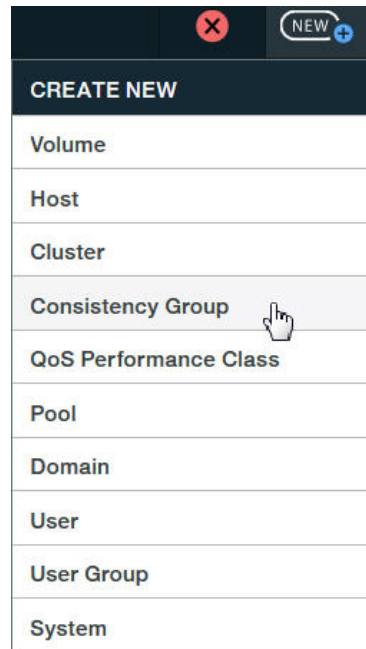 NEW
CREATE NEW
Volume
Host
Cluster
Consistency Group
QoS Performance Class
Pool
Domain
User
User Group
System